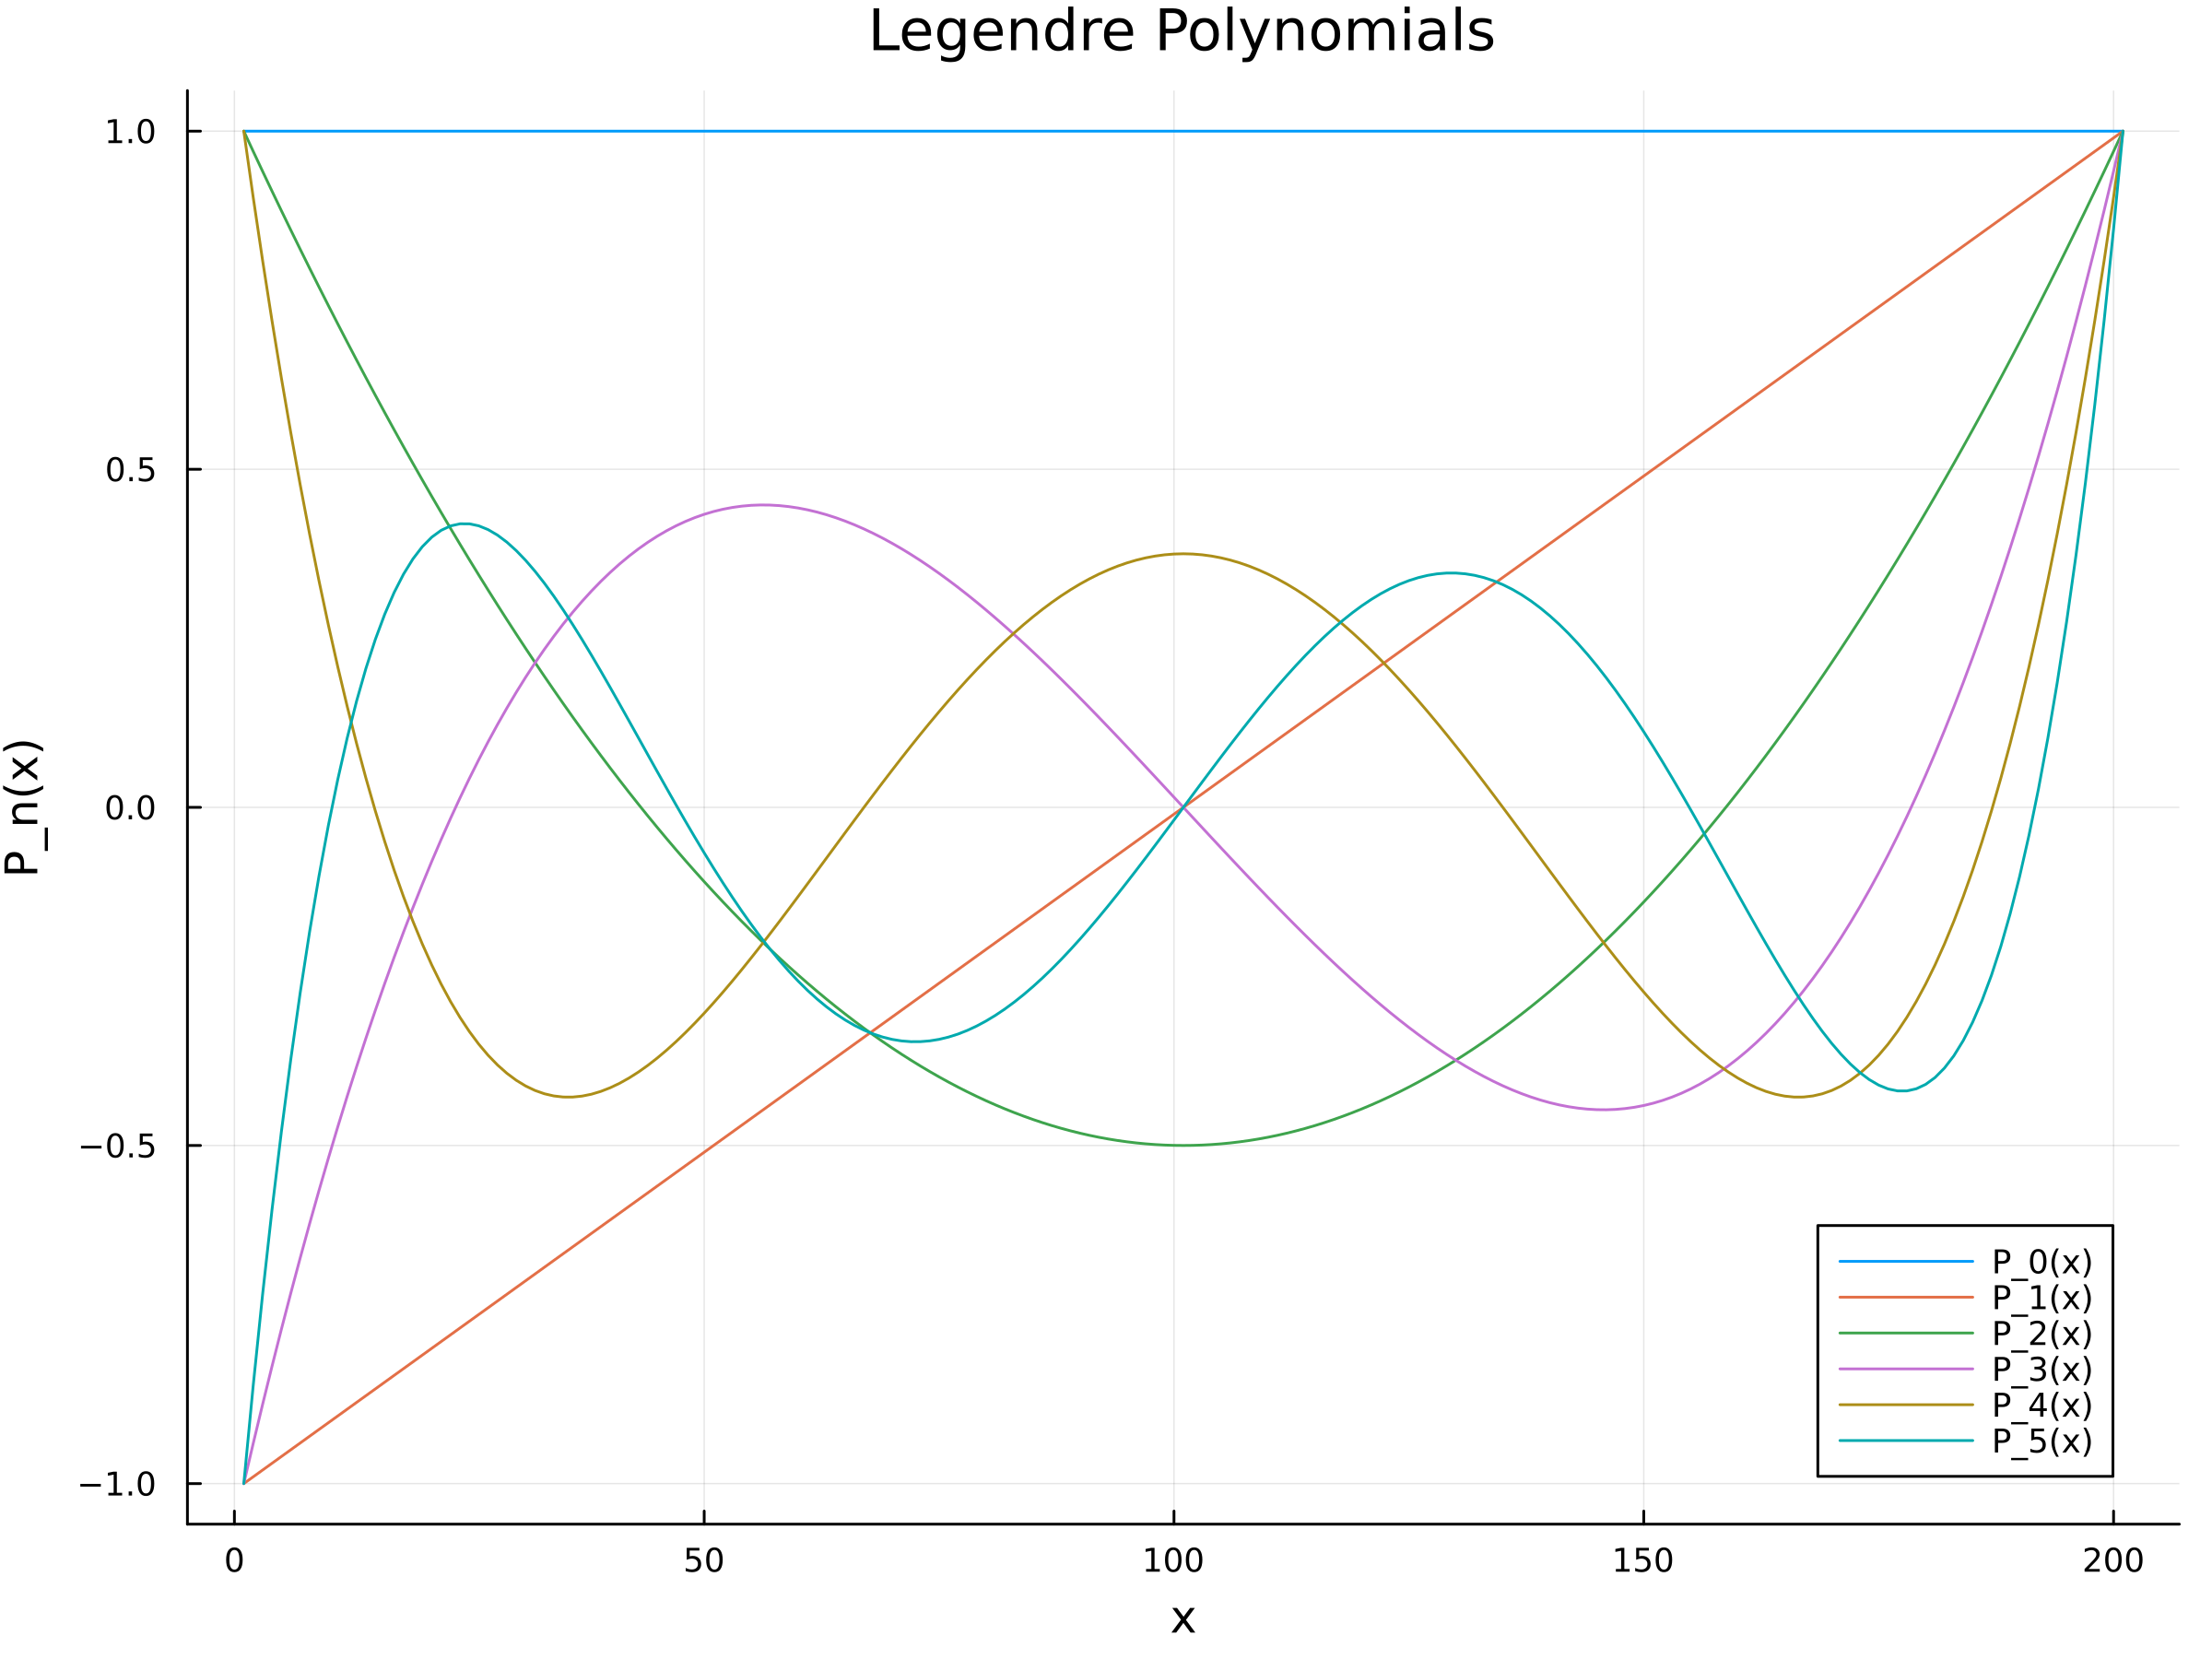 Legendre Polynomials
1.0
0.5
0.0
−0.5
−1.0
P_n(x)
P_0(x)
P_1(x)
P_2(x)
P_3(x)
P_4(x)
P_5(x)
0 50 100 150 200
x